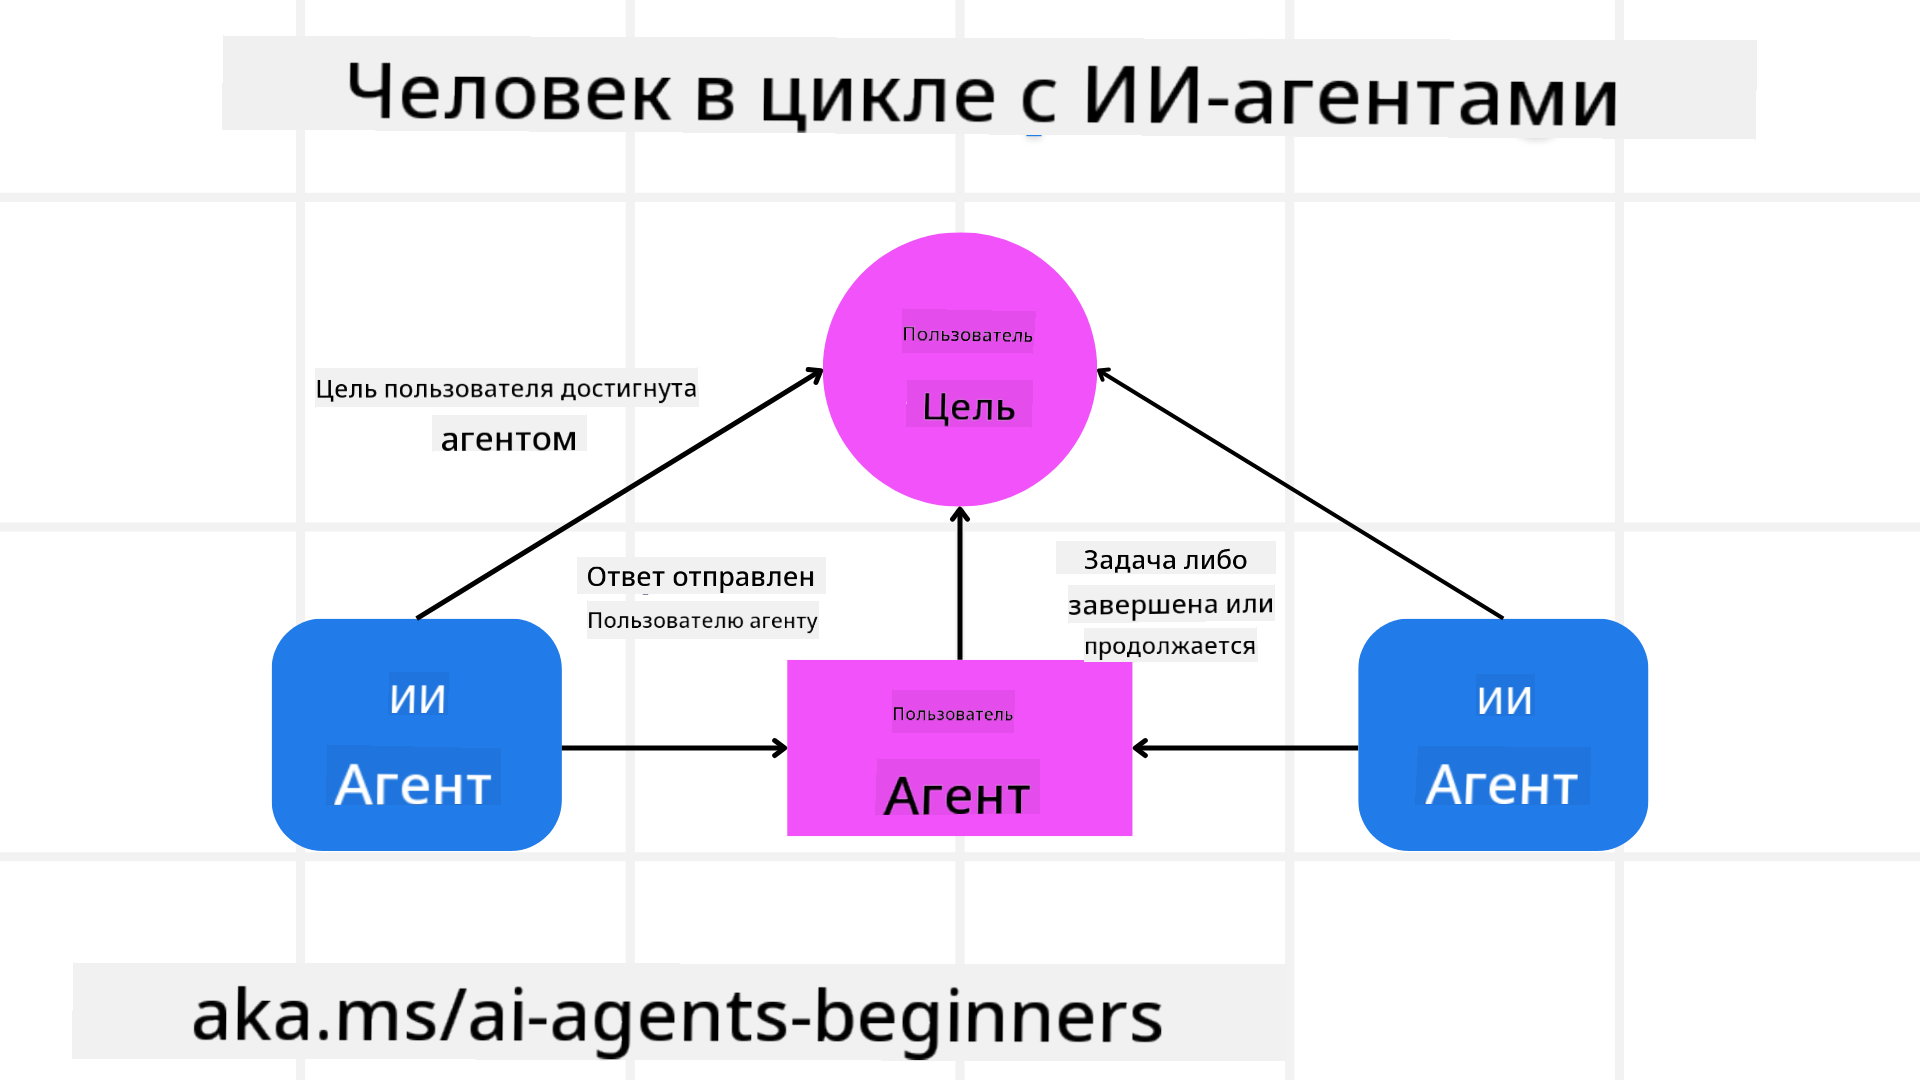 Человек в цикле с ИИ-агентами
Пользователь
Цель
Цель пользователя достигнута
агентом
Ответ отправлен
Пользователю агенту
Задача либо
завершена или
продолжается
ИИ
Агент
Пользователь
Агент
ИИ
Агент
aka.ms/ai-agents-beginners